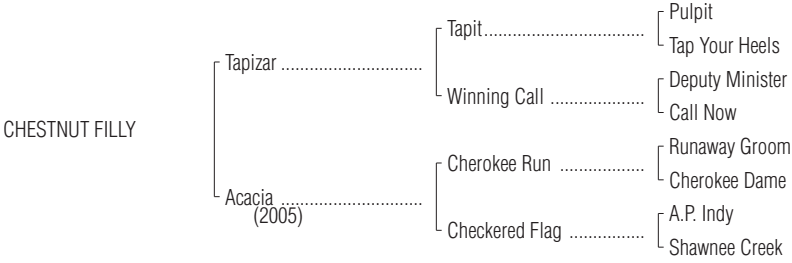 Pulpit
Tapit................................
Tap Your Heels
Tapizar ............................
Deputy Minister
Winning Call ...................
Call Now
CHESTNUT FILLY
Runaway Groom
Cherokee Run .................
Cherokee Dame
Acacia ............................
(2005)
A.P. Indy
Checkered Flag ...............
Shawnee Creek